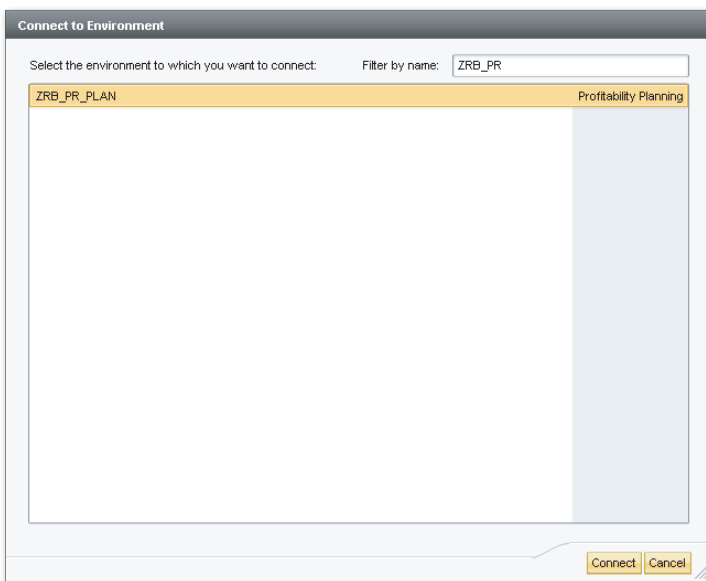 Connect to Environment
Select the environment to which you want to connect: Filter by name: ZRB_PR
ZRB_PR_PLAN Profitability Planning
Connect Cancel